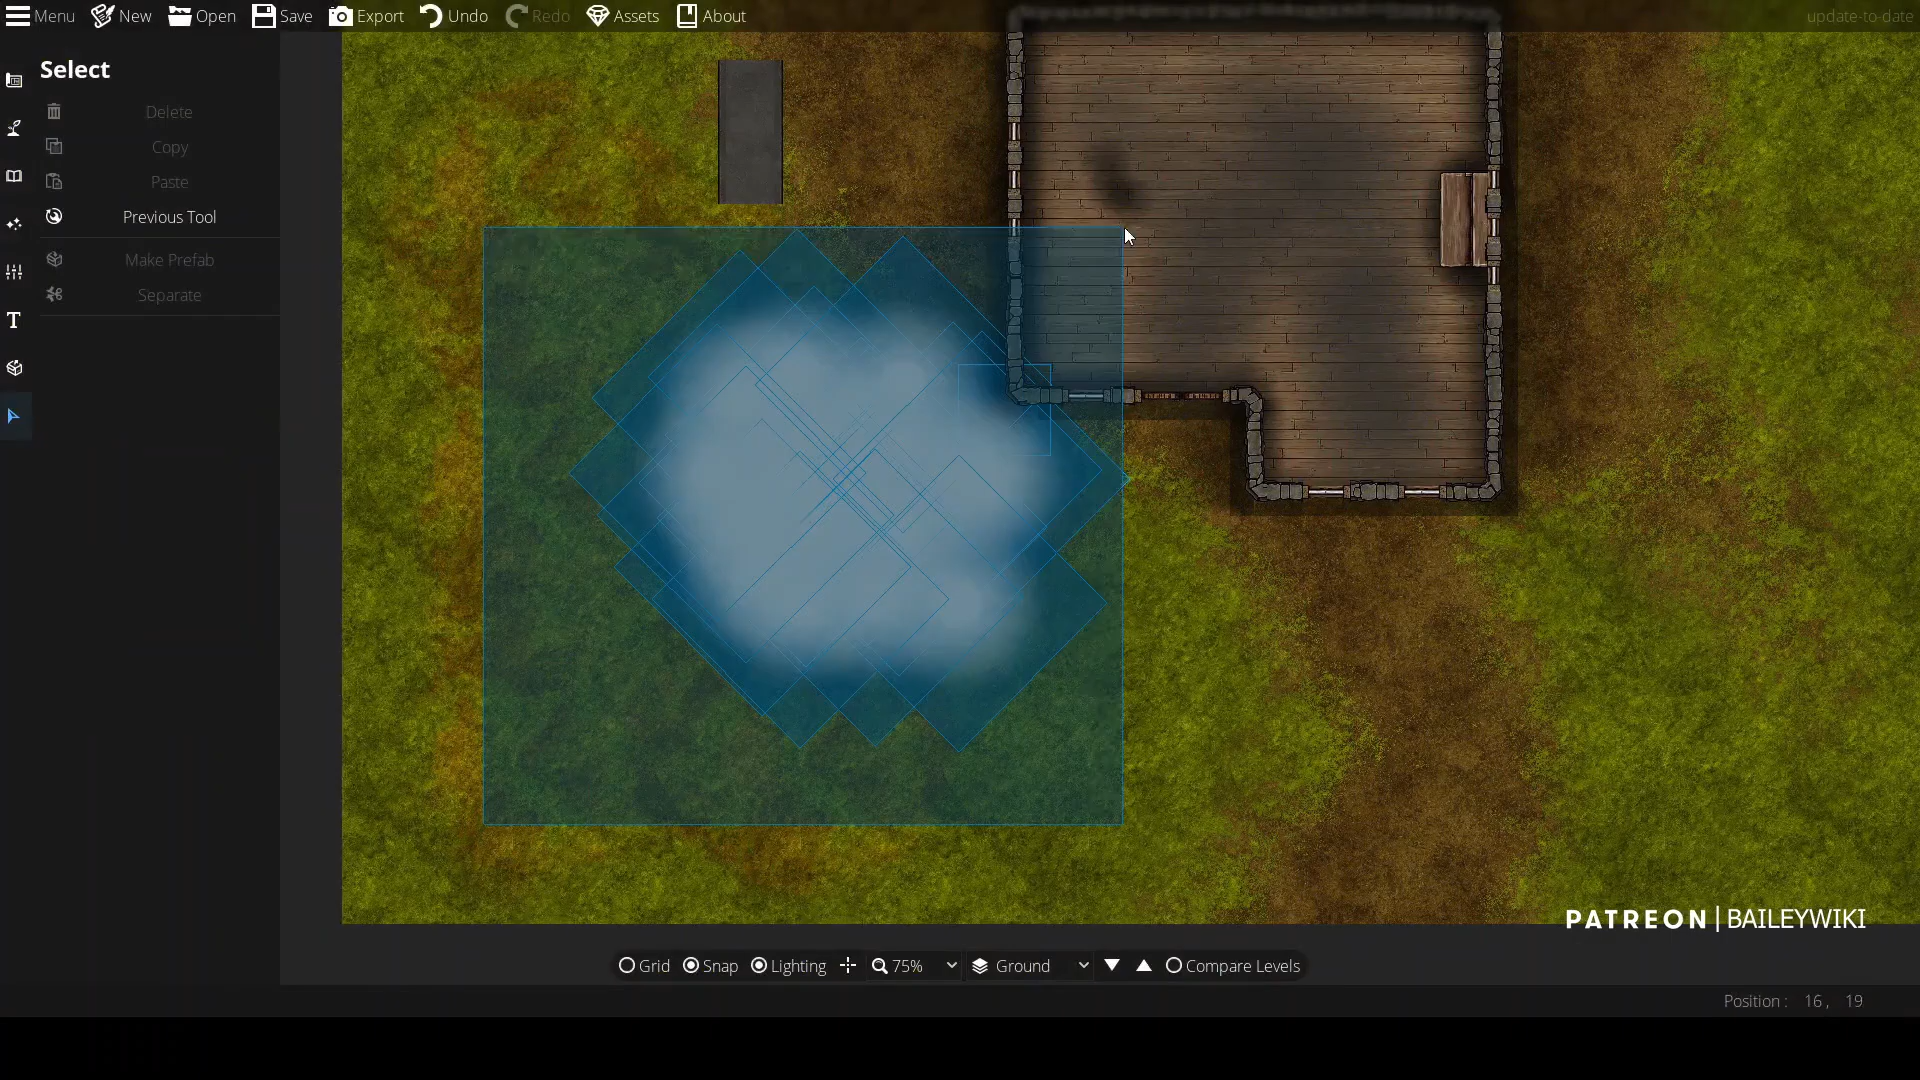 Menu New Open Save Export Undo Redo Assets About update-to-date
Select
Delete
Copy
Paste
Previous Tool
Make Prefab
Separate
T
PATREON | BAILEYWIKI
Grid Snap Lighting 75% Ground Compare Levels
Position : 16 , 19